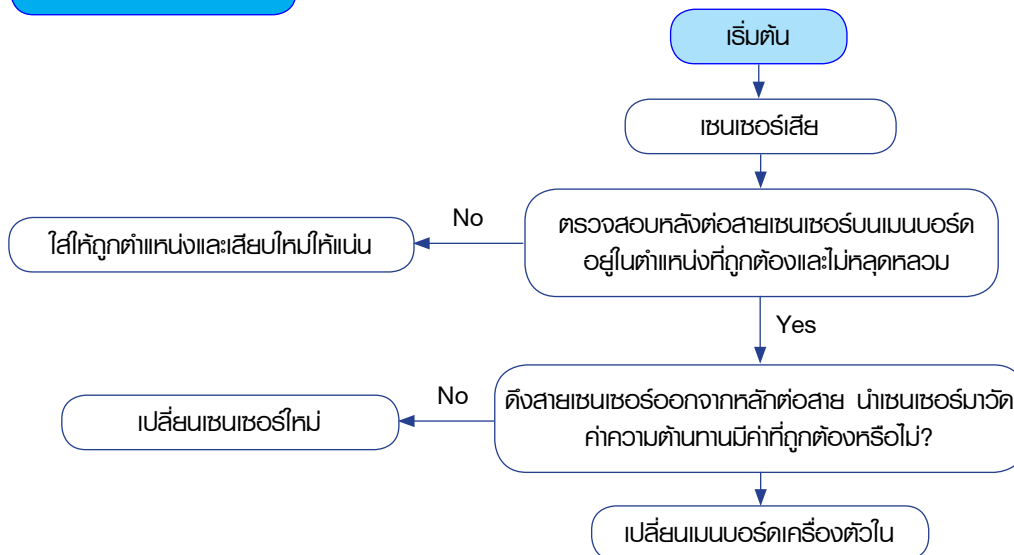 เริ่มต้น
เซนเซอร์เสีย
ตรวจสอบหลังต่อสายเซนเซอร์บนเมนบอร์ด
อยู่ในตำแหน่งที่ถูกต้องและไม่หลุดหลวม
No
ใส่ให้ถูกตำแหน่งและเสียบใหม่ให้แน่น
Yes
ดึงสายเซนเซอร์ออกจากหลักต่อสาย นำเซนเซอร์มาวัด
ค่าความต้านทานมีค่าที่ถูกต้องหรือไม่?
No
เปลี่ยนเซนเซอร์ใหม่
เปลี่ยนเมนบอร์ดเครื่องตัวใน